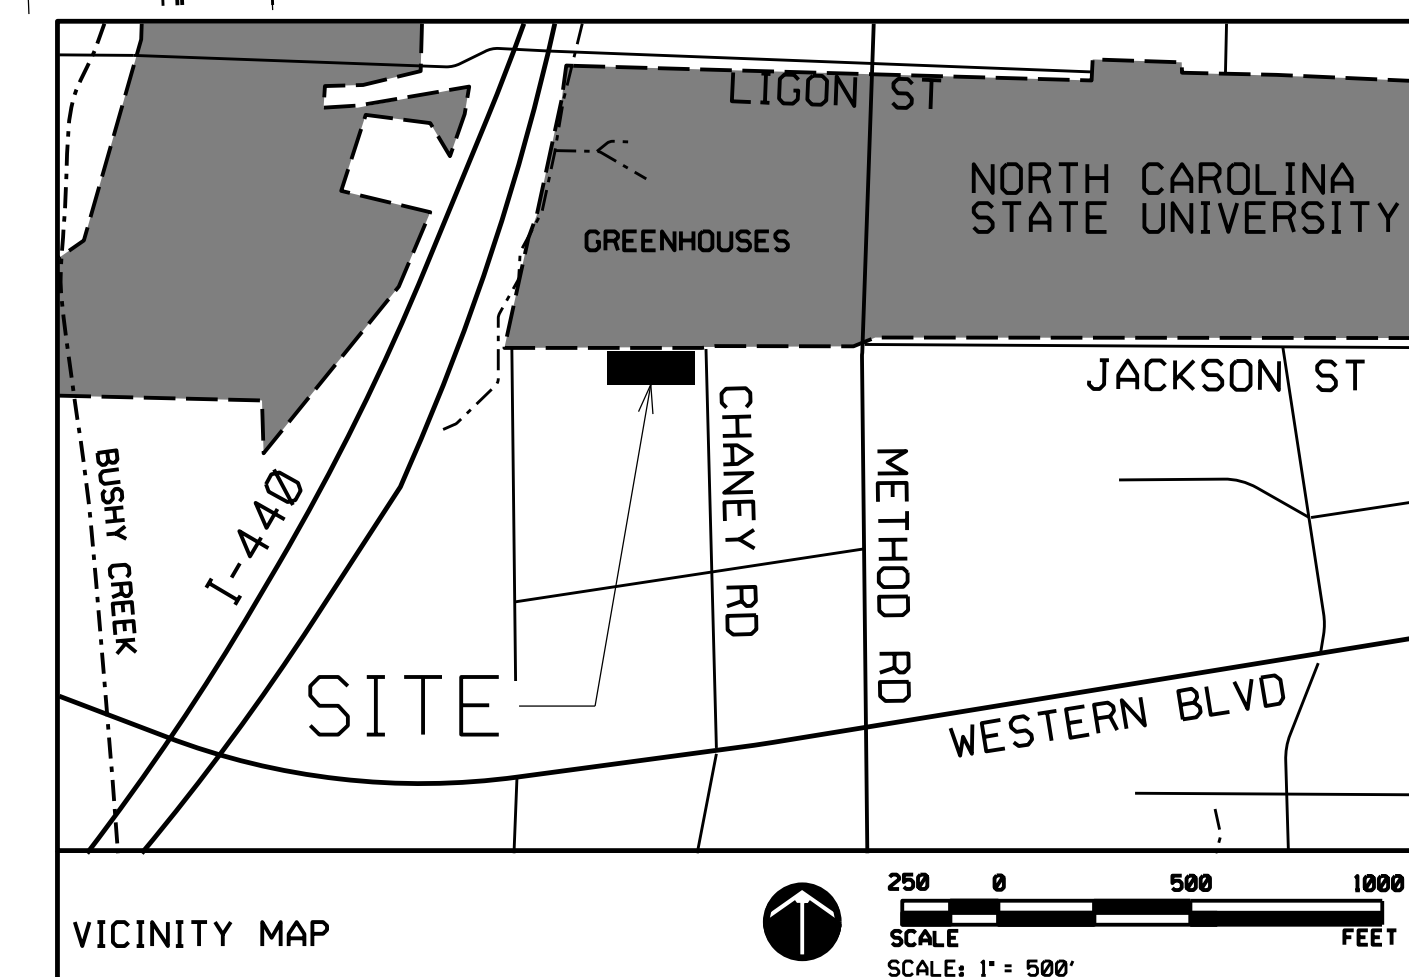 LIGON ST
NORTH CAROLINA
STATE UNIVERSITY
GREENHOUSES
JACKSON ST
CHANEY RD
METHOD RD
BUSHY CREEK
I-440
SITE
WESTERN BLVD
250 0 500 1000
SCALE FEET
VICINITY MAP
SCALE: 1" = 500'